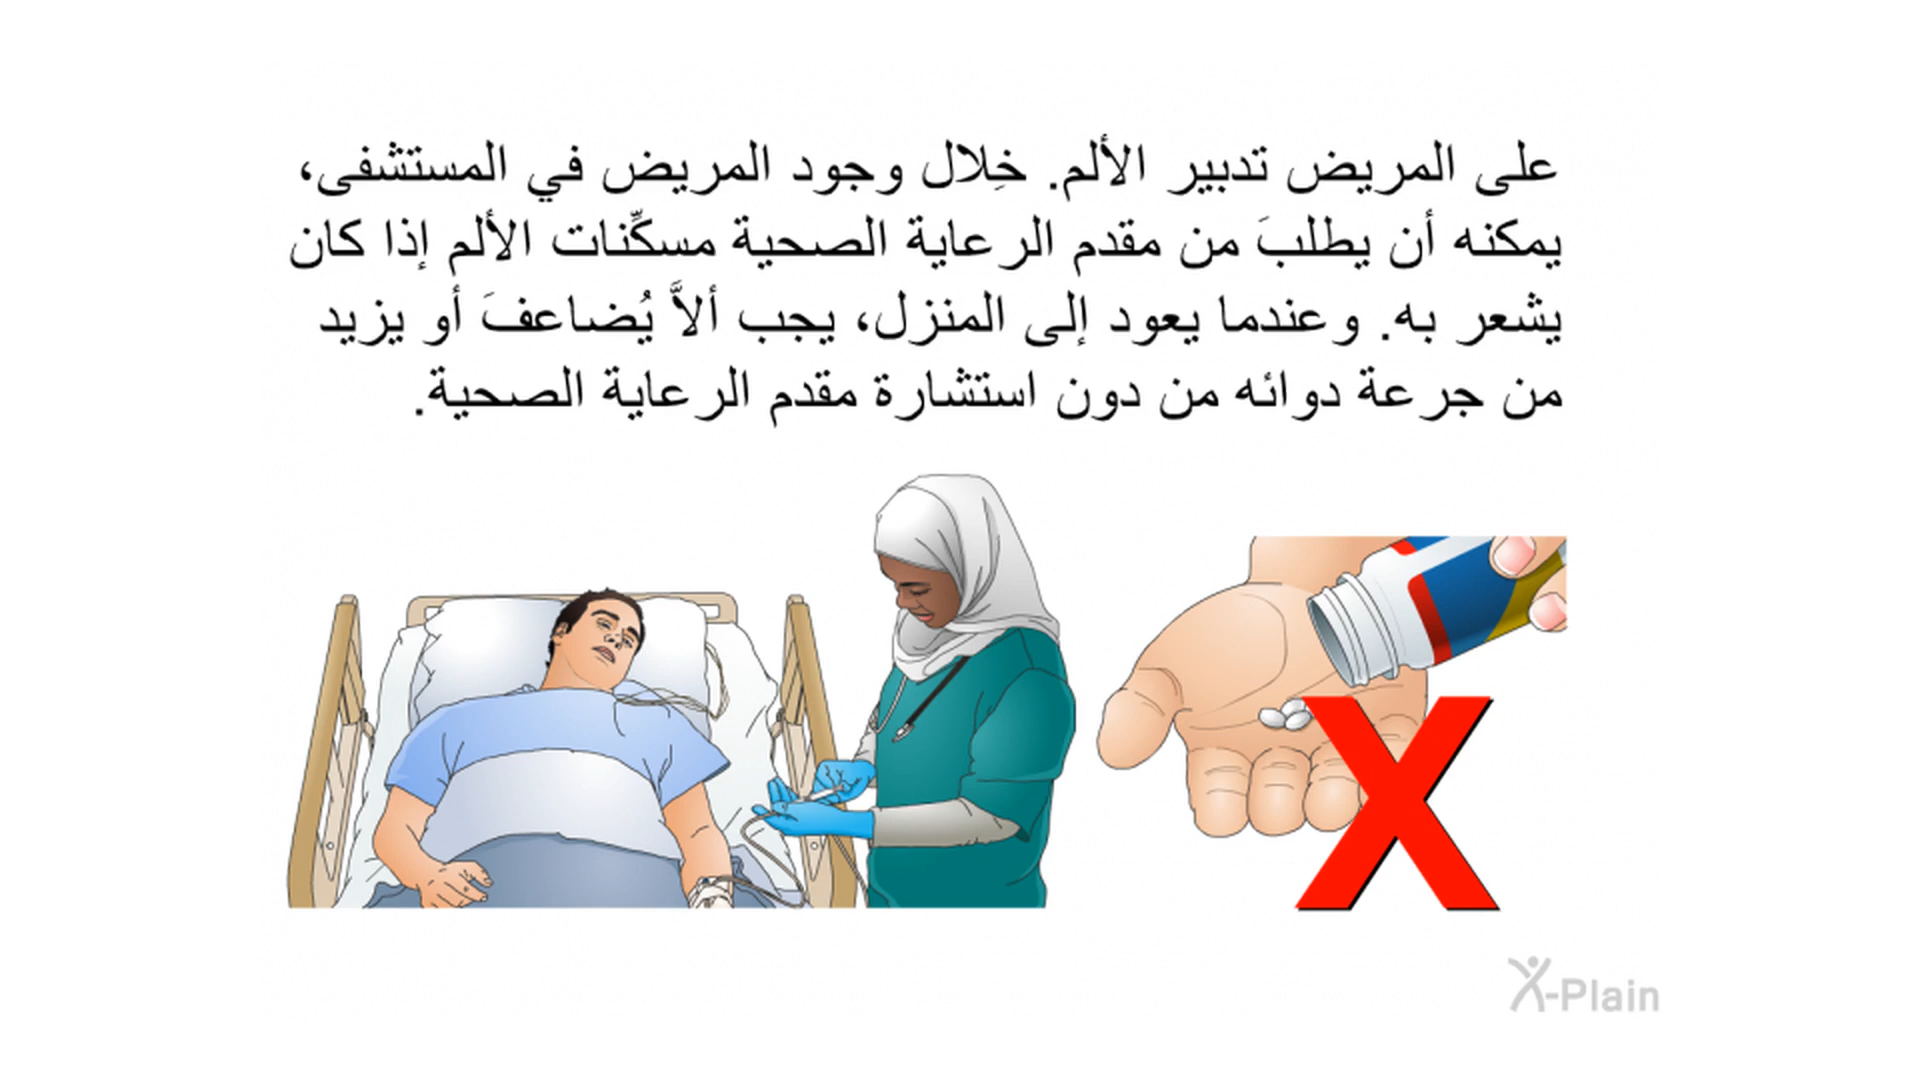 على المريض تدبير الألم. خِلال وجود المريض في المستشفى،
يمكنه أن يطلبَ من مقدم الرعاية الصحية مسكِّنات الألم إذا كان
يشعر به. وعندما يعود إلى المنزل، يجب ألاَّ يُضاعفَ أو يزيد
من جرعة دوائه من دون استشارة مقدم الرعاية الصحية.
X-Plain